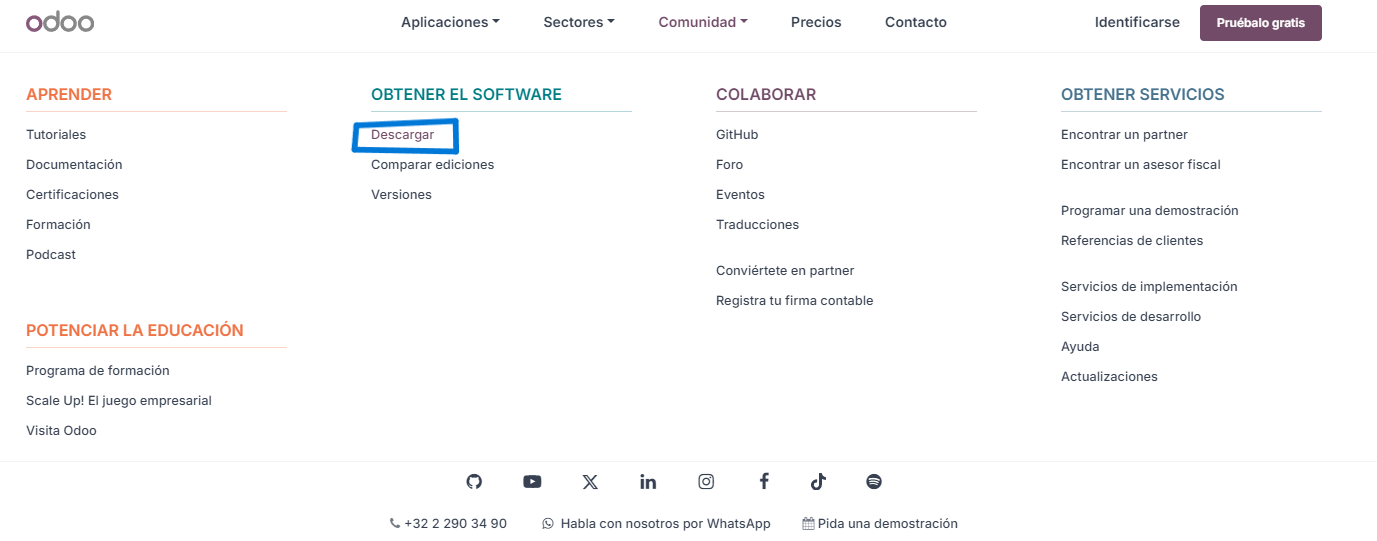 odoo
Aplicaciones
Sectores
Comunidad
Precios
Contacto
Identificarse
Pruébalo gratis
APRENDER
Tutoriales
Documentación
Certificaciones
Formación
Podcast
POTENCIAR LA EDUCACIÓN
Programa de formación
Scale Up! El juego empresarial
Visita Odoo
OBTENER EL SOFTWARE
Descargar
Comparar ediciones
Versiones
COLABORAR
GitHub
Foro
Eventos
Traducciones
Conviértete en partner
Registra tu firma contable
OBTENER SERVICIOS
Encontrar un partner
Encontrar un asesor fiscal
Programar una demostración
Referencias de clientes
Servicios de implementación
Servicios de desarrollo
Ayuda
Actualizaciones
+32 2 290 34 90
Habla con nosotros por WhatsApp
Pida una demostración